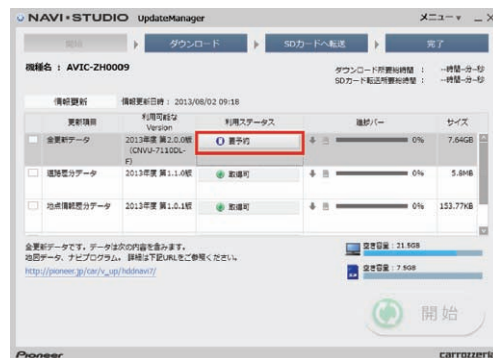 NAVI•STUDIO UpdateManager
メニュー
開始
ダウンロード
SDカードへ転送
完了
機種名 : AVIC-ZH0009
ダウンロード所要総時間 : --時間-分-秒
SDカード転送所要総時間 : --時間-分-秒
情報更新
情報更新日時 : 2013/08/02 09:18
更新項目
利用可能な Version
利用ステータス
進捗バー
サイズ
全更新データ
2013年度 第2.0.0版
(CNVU-7110DL-
F)
要予約
0%
7.64GB
道路差分データ
2013年度 第1.1.0版
取得可
0%
5.8MB
地点情報差分データ
2013年度 第1.0.1版
取得可
0%
153.77KB
全更新データです。データは次の内容を含みます。
地図データ、ナビプログラム。 詳細は下記URLをご参照ください。
http://pioneer.jp/car/v_up/hddnavi7/
空き容量 : 21.5GB
空き容量 : 7.5GB
開始
Pioneer
carrozzeria